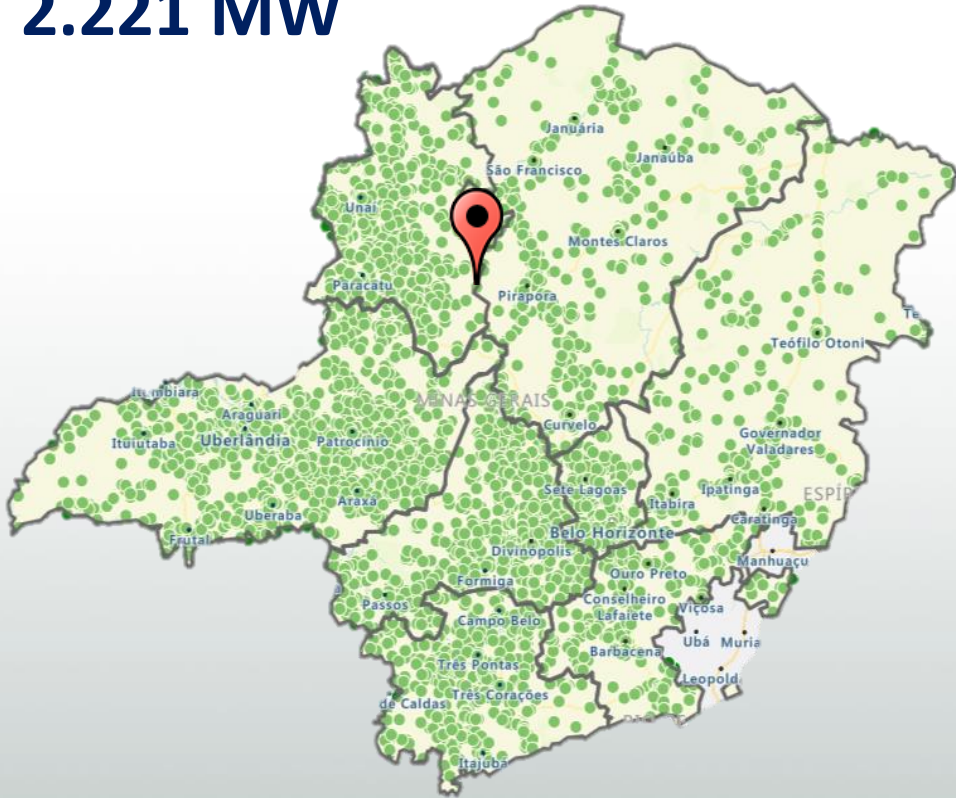 2.221 MW
Januária
Janaúba
São Francisco
Unaí
Montes Claros
Paracatu
Pirapora
Teófilo Otoni
Te
Itumbiara
MINAS GERAIS
Araguari
Curvelo
Ituiutaba
Uberlândia
Patrocínio
Governador
Valadares
Sete Lagoas
Ipatinga
Araxá
Itabira
ESPÍR
Uberaba
Caratinga
Frutal
Belo Horizonte
Divinópolis
Manhuaçu
Ouro Preto
Formiga
Conselheiro
Lafaiete
Passos
Viçosa
Campo Belo
Ubá
Muria
Barbacena
Três Pontas
Leopold
Três Corações
de Caldas
Itajubá